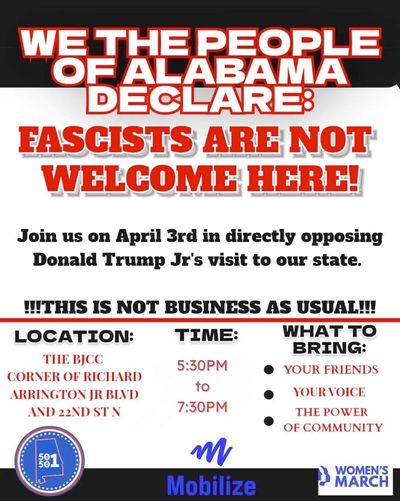 WE THE PEOPLE
OF ALABAMA
DECLARE:
FASCISTS ARE NOT
WELCOME HERE!
Join us on April 3rd in directly opposing
Donald Trump Jr's visit to our state.
!!!THIS IS NOT BUSINESS AS USUAL!!!
LOCATION:
THE BJCC
CORNER OF RICHARD
ARRINGTON JR BLVD
AND 22ND ST N
TIME:
5:30PM
to
7:30PM
WHAT TO
BRING:
YOUR FRIENDS
YOUR VOICE
THE POWER
OF COMMUNITY
50
50
1
Mobilize
WOMEN'S
MARCH